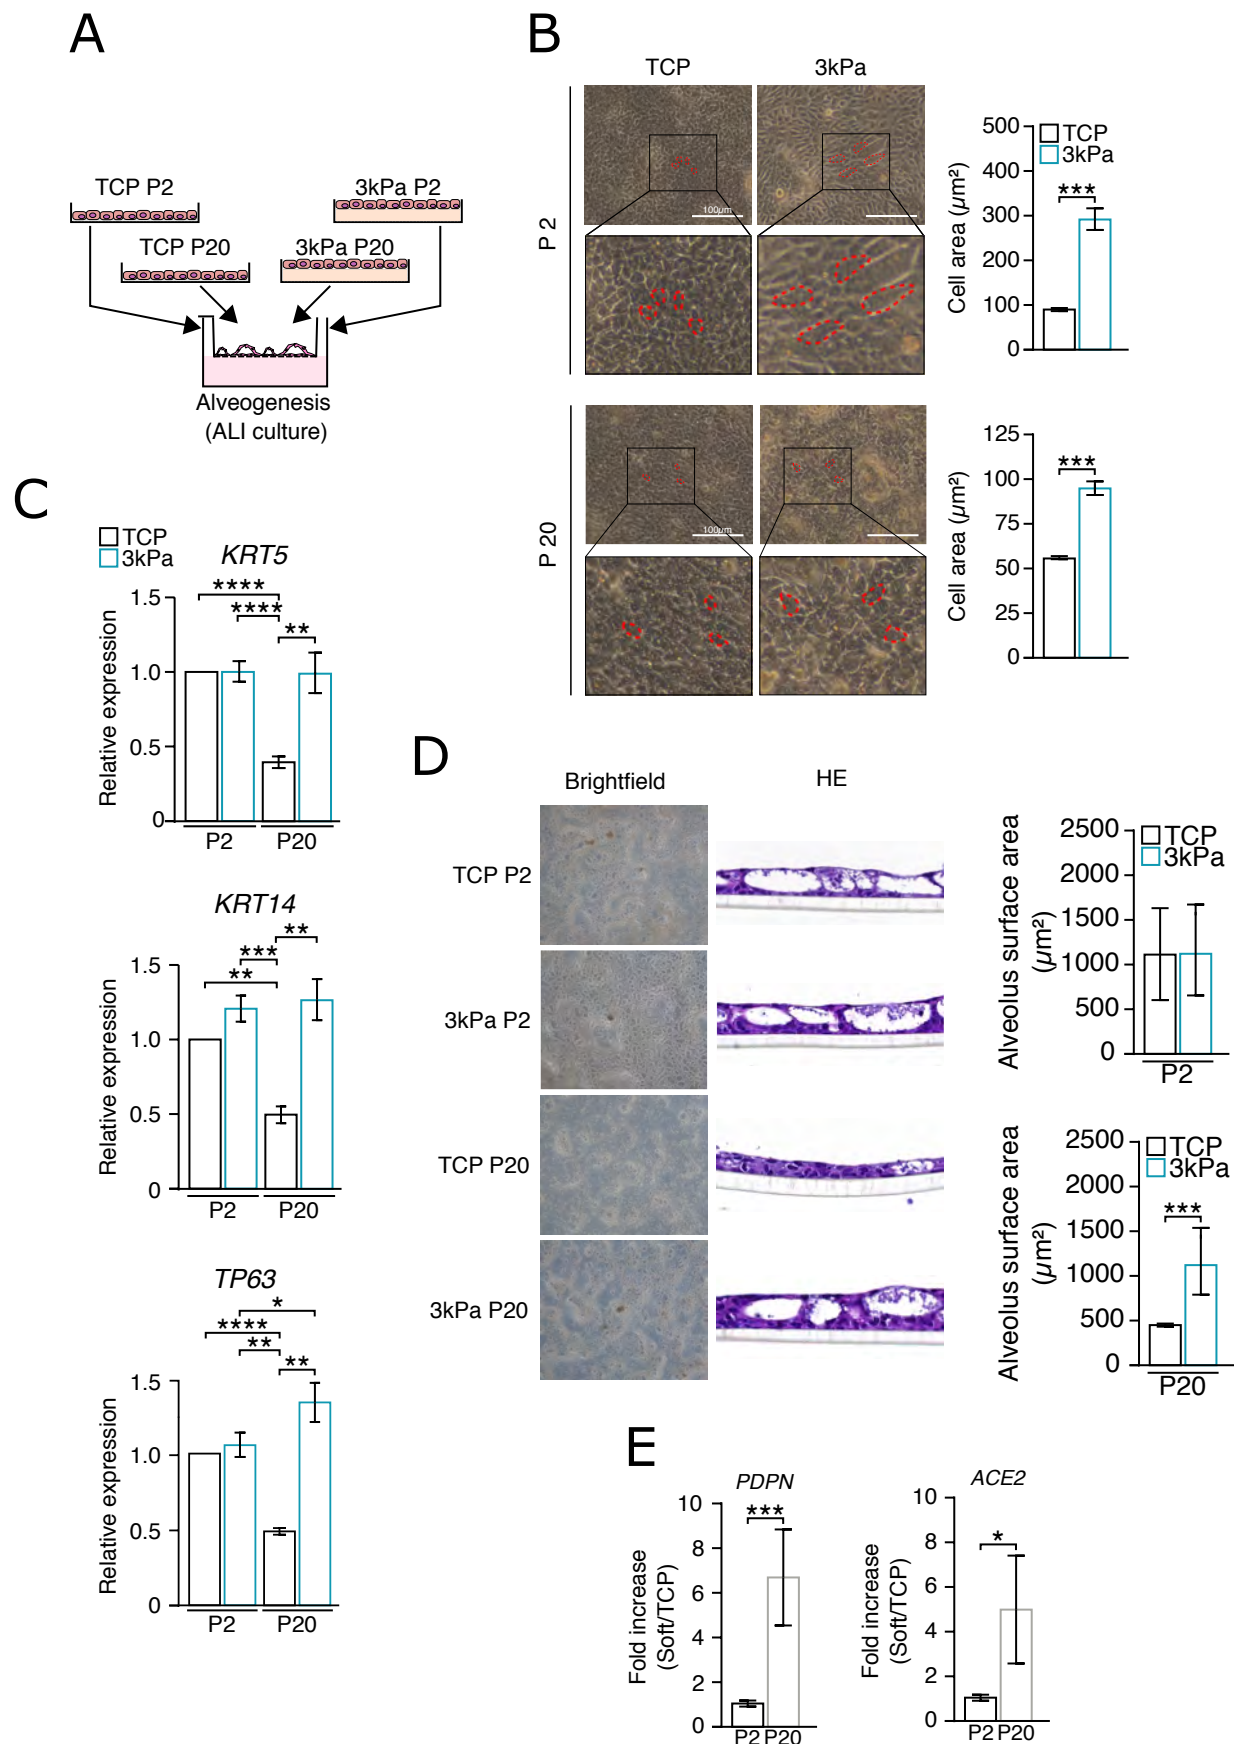 A
TCP P2
3kPa P2
TCP P20
3kPa P20
Alveogenesis
(ALI culture)
B
TCP
3kPa
P 2
100µm
500
400
300
200
100
0
Cell area (µm²)
TCP
3kPa
***
P 20
100µm
125
100
75
50
25
0
Cell area (µm²)
***
C
TCP
3kPa
KRT5
****
****
**
1.5
1.0
0.5
0
Relative expression
P2
P20
KRT14
**
***
**
1.5
1.0
0.5
0
Relative expression
P2
P20
TP63
*
****
**
**
1.5
1.0
0.5
0
Relative expression
P2
P20
D
Brightfield
HE
TCP P2
3kPa P2
TCP P20
3kPa P20
Alveolus surface area
(µm²)
2500
2000
1500
1000
500
0
TCP
3kPa
P2
Alveolus surface area
(µm²)
2500
2000
1500
1000
500
0
TCP
3kPa
***
P20
E
PDPN
***
10
8
6
4
2
0
Fold increase
(Soft/TCP)
P2 P20
ACE2
*
10
8
6
4
2
0
Fold increase
(Soft/TCP)
P2 P20